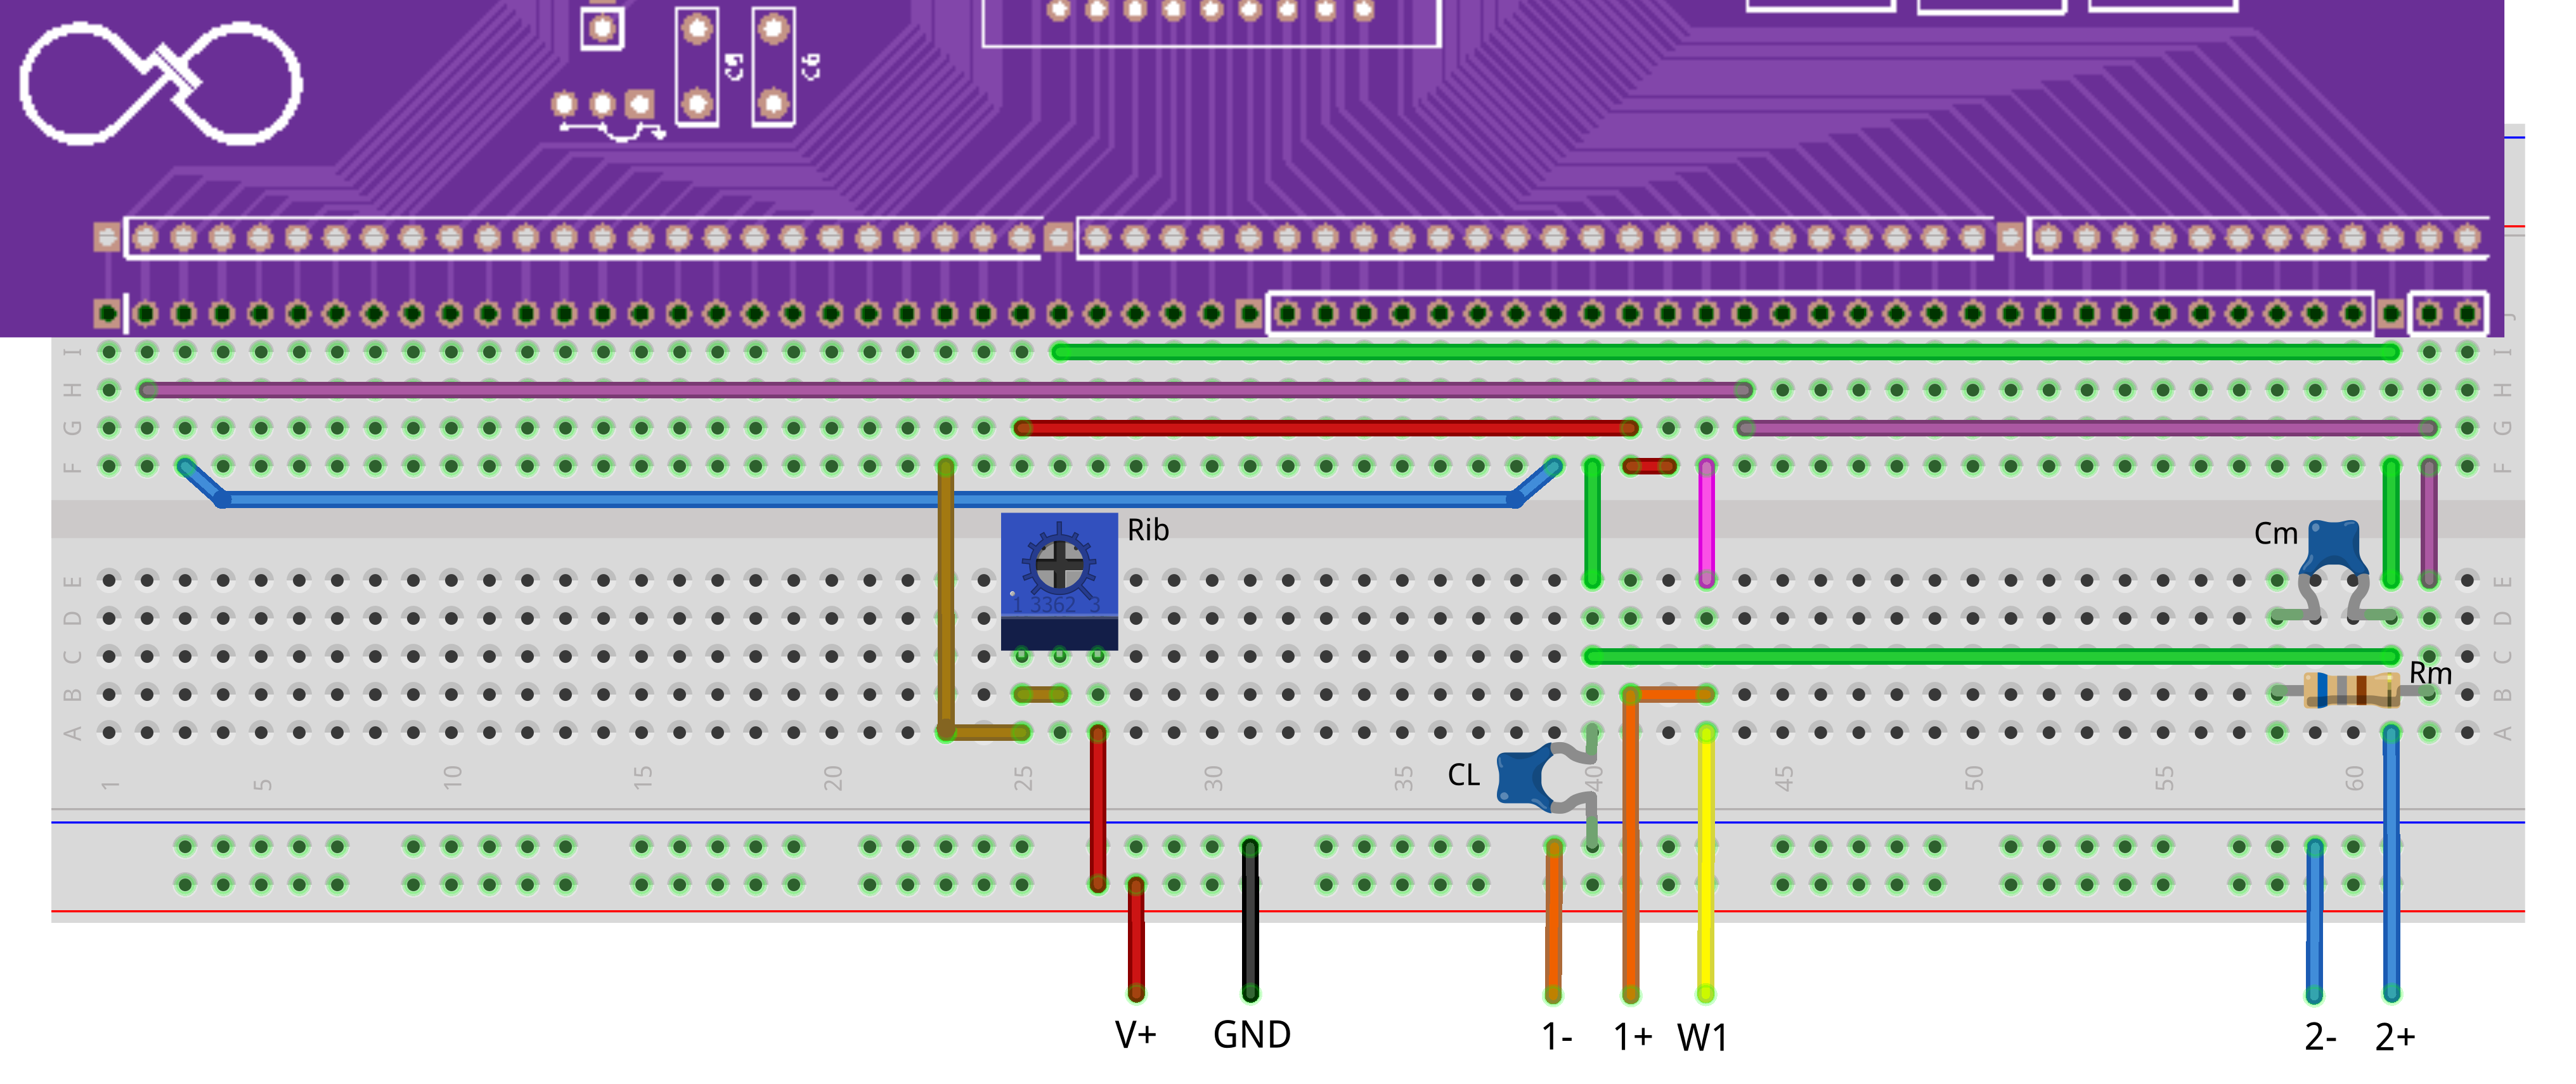 C5 C6
J
I I
H H
G G
F F
Rib
Cm
1 3362 3
E E
D D
C C
Rm
B B
A A
CL
1 5 10 15 20 25 30 35 40 45 50 55 60
V+ GND 1- 1+ W1 2- 2+